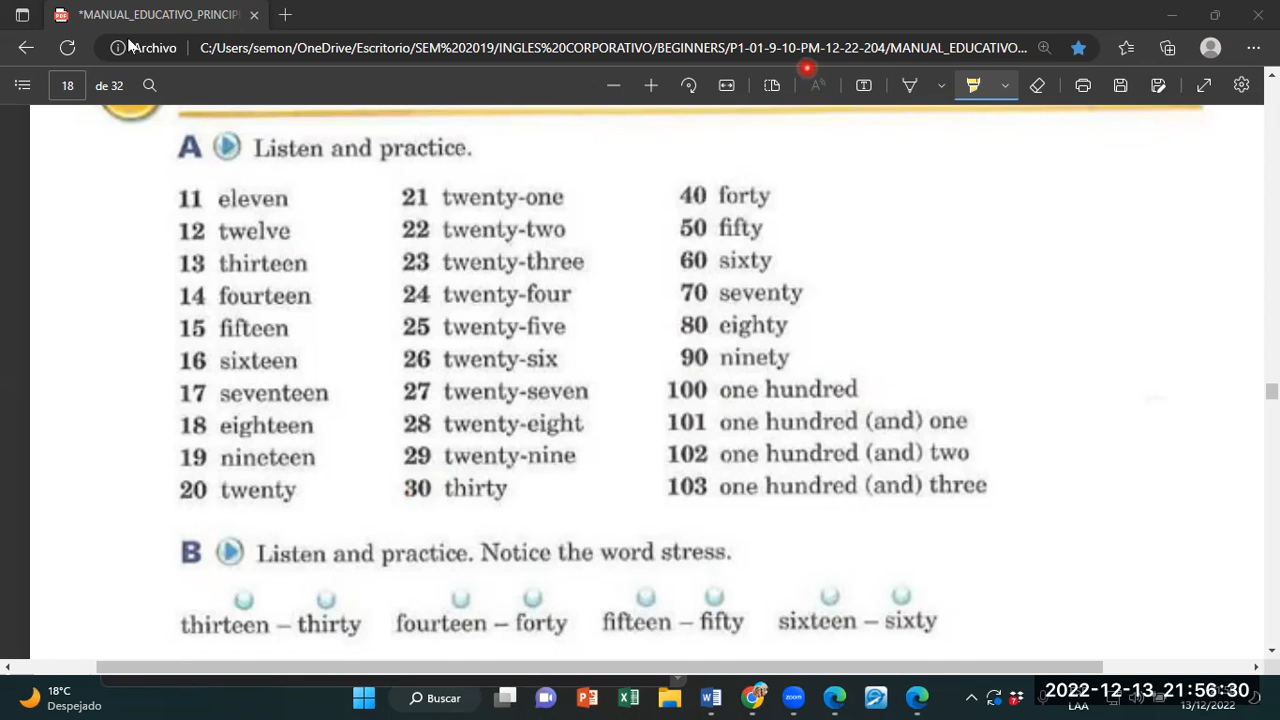 *MANUAL_EDUCATIVO_PRINCIPI
Archivo
C:/Users/semon/OneDrive/Escritorio/SEM%202019/INGLES%20CORPORATIVO/BEGINNERS/P1-01-9-10-PM-12-22-204/MANUAL_EDUCATIVO...
18 de 32
A Listen and practice.
11 eleven
12 twelve
13 thirteen
14 fourteen
15 fifteen
16 sixteen
17 seventeen
18 eighteen
19 nineteen
20 twenty
21 twenty-one
22 twenty-two
23 twenty-three
24 twenty-four
25 twenty-five
26 twenty-six
27 twenty-seven
28 twenty-eight
29 twenty-nine
30 thirty
40 forty
50 fifty
60 sixty
70 seventy
80 eighty
90 ninety
100 one hundred
101 one hundred (and) one
102 one hundred (and) two
103 one hundred (and) three
B Listen and practice. Notice the word stress.
thirteen – thirty fourteen – forty fifteen – fifty sixteen – sixty
18°C
Despejado
Buscar
2022-12-13 21:56:30
LAA
13/12/2022